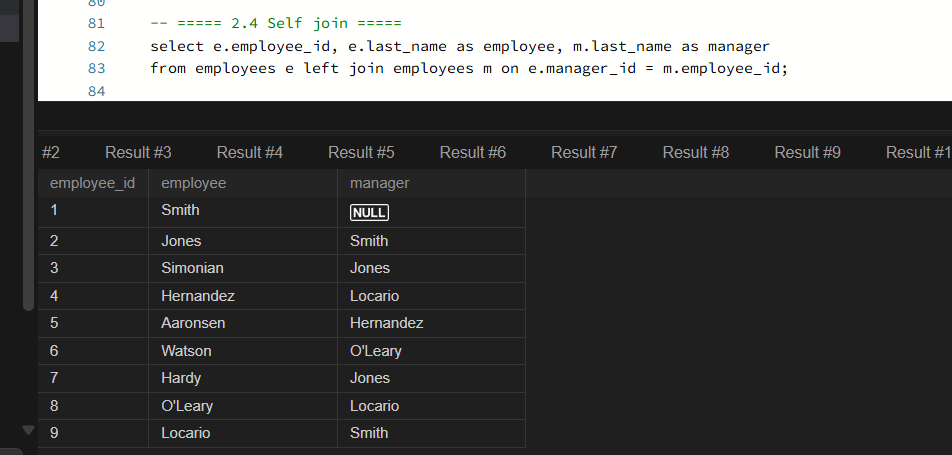 80
81 -- ===== 2.4 Self join =====
82 select e.employee_id, e.last_name as employee, m.last_name as manager
83 from employees e left join employees m on e.manager_id = m.employee_id;
84
#2 Result #3 Result #4 Result #5 Result #6 Result #7 Result #8 Result #9 Result #1
employee_id employee manager
1 Smith NULL
2 Jones Smith
3 Simonian Jones
4 Hernandez Locario
5 Aaronsen Hernandez
6 Watson O'Leary
7 Hardy Jones
8 O'Leary Locario
9 Locario Smith